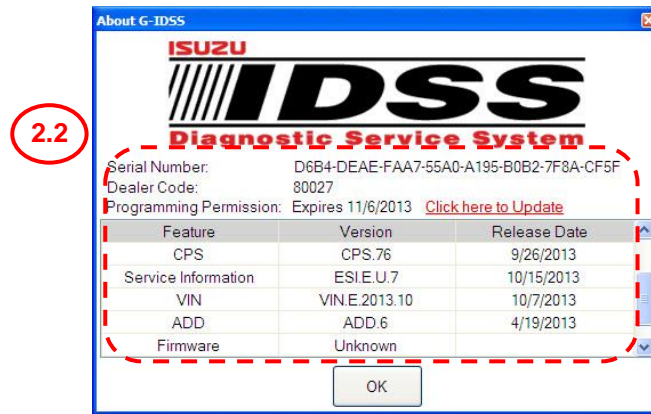 About G-IDSS
ISUZU
IDSS
Diagnostic Service System
2.2
Serial Number: D6B4-DEAE-FAA7-55A0-A195-B0B2-7F8A-CF5F
Dealer Code: 80027
Programming Permission: Expires 11/6/2013 Click here to Update
Feature Version Release Date
CPS CPS.76 9/26/2013
Service Information ESI.E.U.7 10/15/2013
VIN VIN.E.2013.10 10/7/2013
ADD ADD.6 4/19/2013
Firmware Unknown
OK